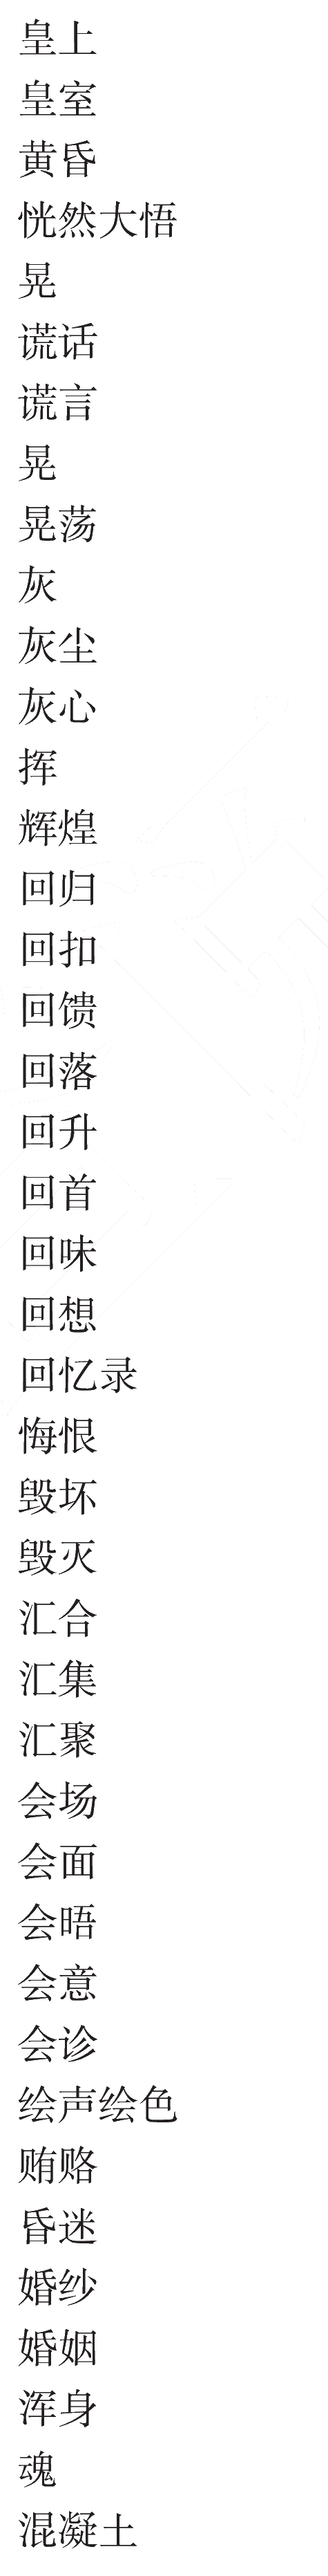 皇上
皇室
黄昏
恍然大悟
晃
谎话
谎言
晃
晃荡
灰
灰尘
灰心
挥
辉煌
回归
回扣
回馈
回落
回升
回首
回味
回想
回忆录
悔恨
毁坏
毁灭
汇合
汇集
汇聚
会场
会面
会晤
会意
会诊
绘声绘色
贿赂
昏迷
婚纱
婚姻
浑身
魂
混凝土